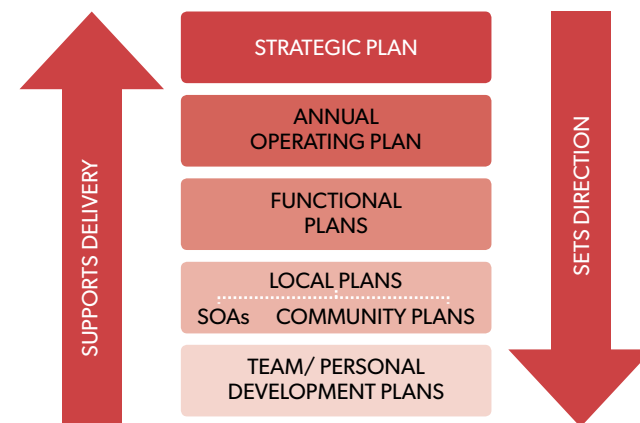 STRATEGIC PLAN
ANNUAL
OPERATING PLAN
FUNCTIONAL
PLANS
LOCAL PLANS
SOAs COMMUNITY PLANS
TEAM/ PERSONAL
DEVELOPMENT PLANS
SUPPORTS DELIVERY
SETS DIRECTION